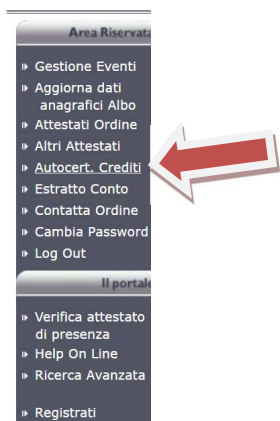 Area Riservata
Gestione Eventi
Aggiorna dati
anagrafici Albo
Attestati Ordine
Altri Attestati
Autocert. Crediti
Estratto Conto
Contatta Ordine
Cambia Password
Log Out
Il portale
Verifica attestato
di presenza
Help On Line
Ricerca Avanzata
Registrati